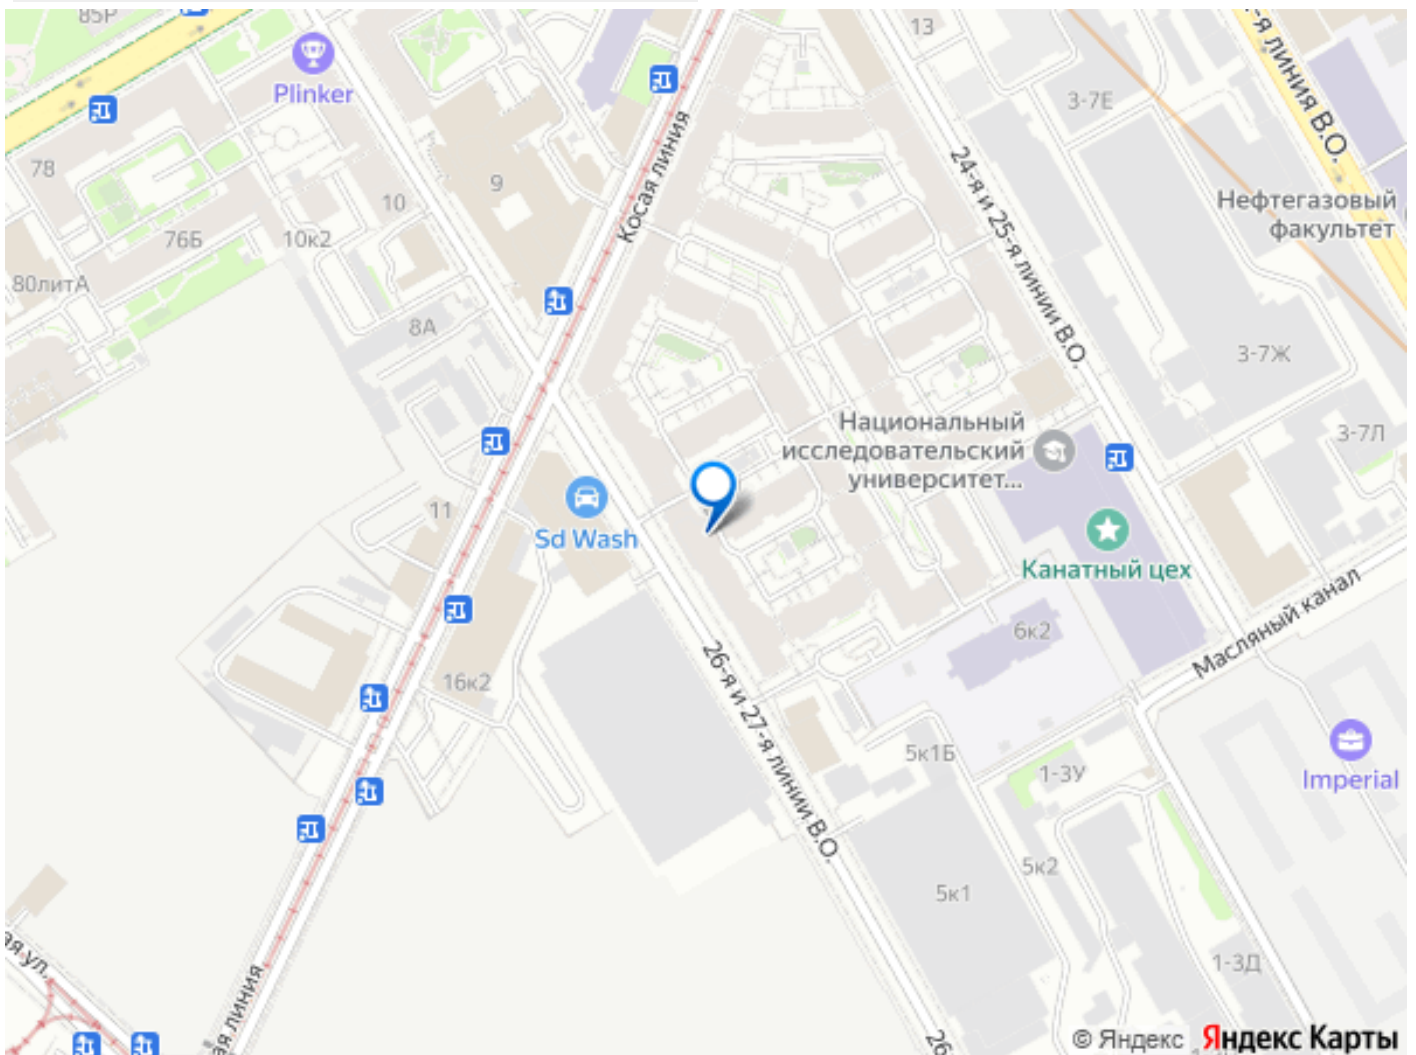 85Р
13
Plinker
3-7Е
-я линия В.О.
78
9
Косая линия
24-я и 25-я линии В.О.
10
Нефтегазовый
факультет
76Б
10к2
80литА
8А
3-7Ж
Национальный
исследовательский
университет...
3-7Л
11
Sd Wash
Канатный цех
Масляный канал
6к2
16к2
26-я и 27-я линии В.О.
5к1Б
1-3У
Imperial
5к2
5к1
ая ул.
1-3Д
ая линия
26
© Яндекс Яндекс Карты